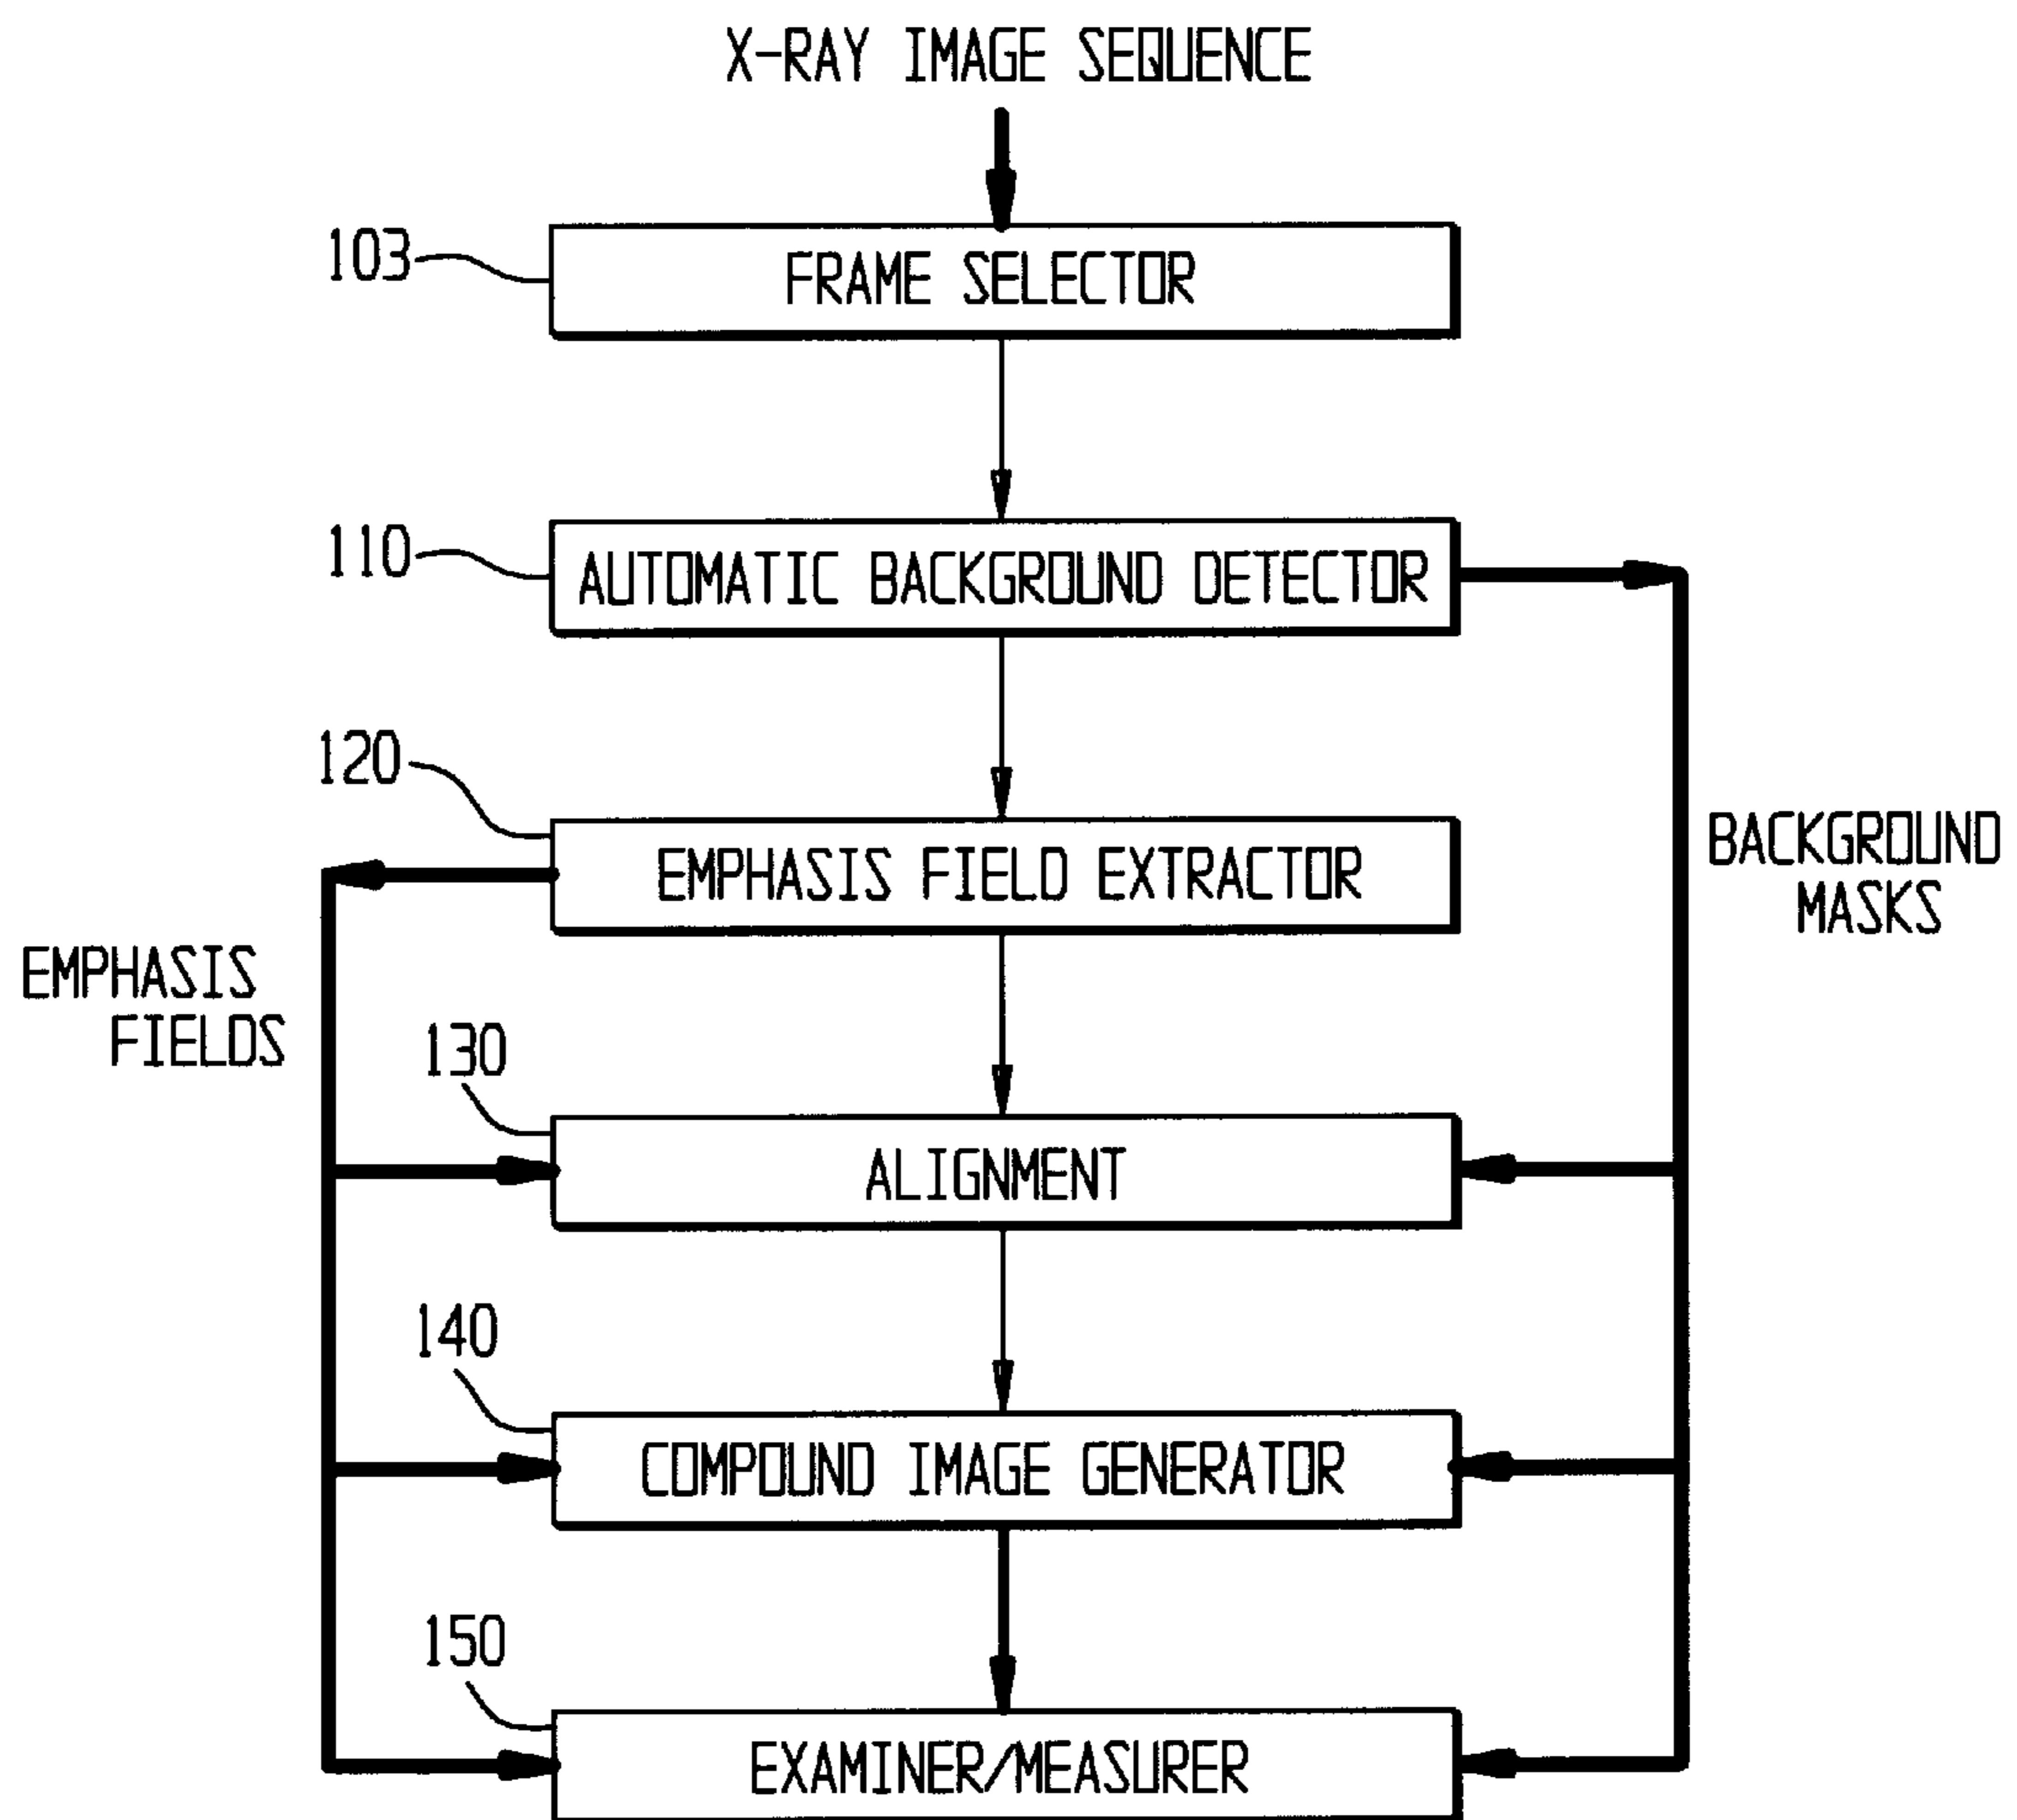 X-RAY IMAGE SEQUENCE
103
FRAME SELECTOR
110
AUTOMATIC BACKGROUND DETECTOR
120
EMPHASIS FIELD EXTRACTOR
BACKGROUND
MASKS
EMPHASIS
FIELDS
130
ALIGNMENT
140
COMPOUND IMAGE GENERATOR
150
EXAMINER/MEASURER